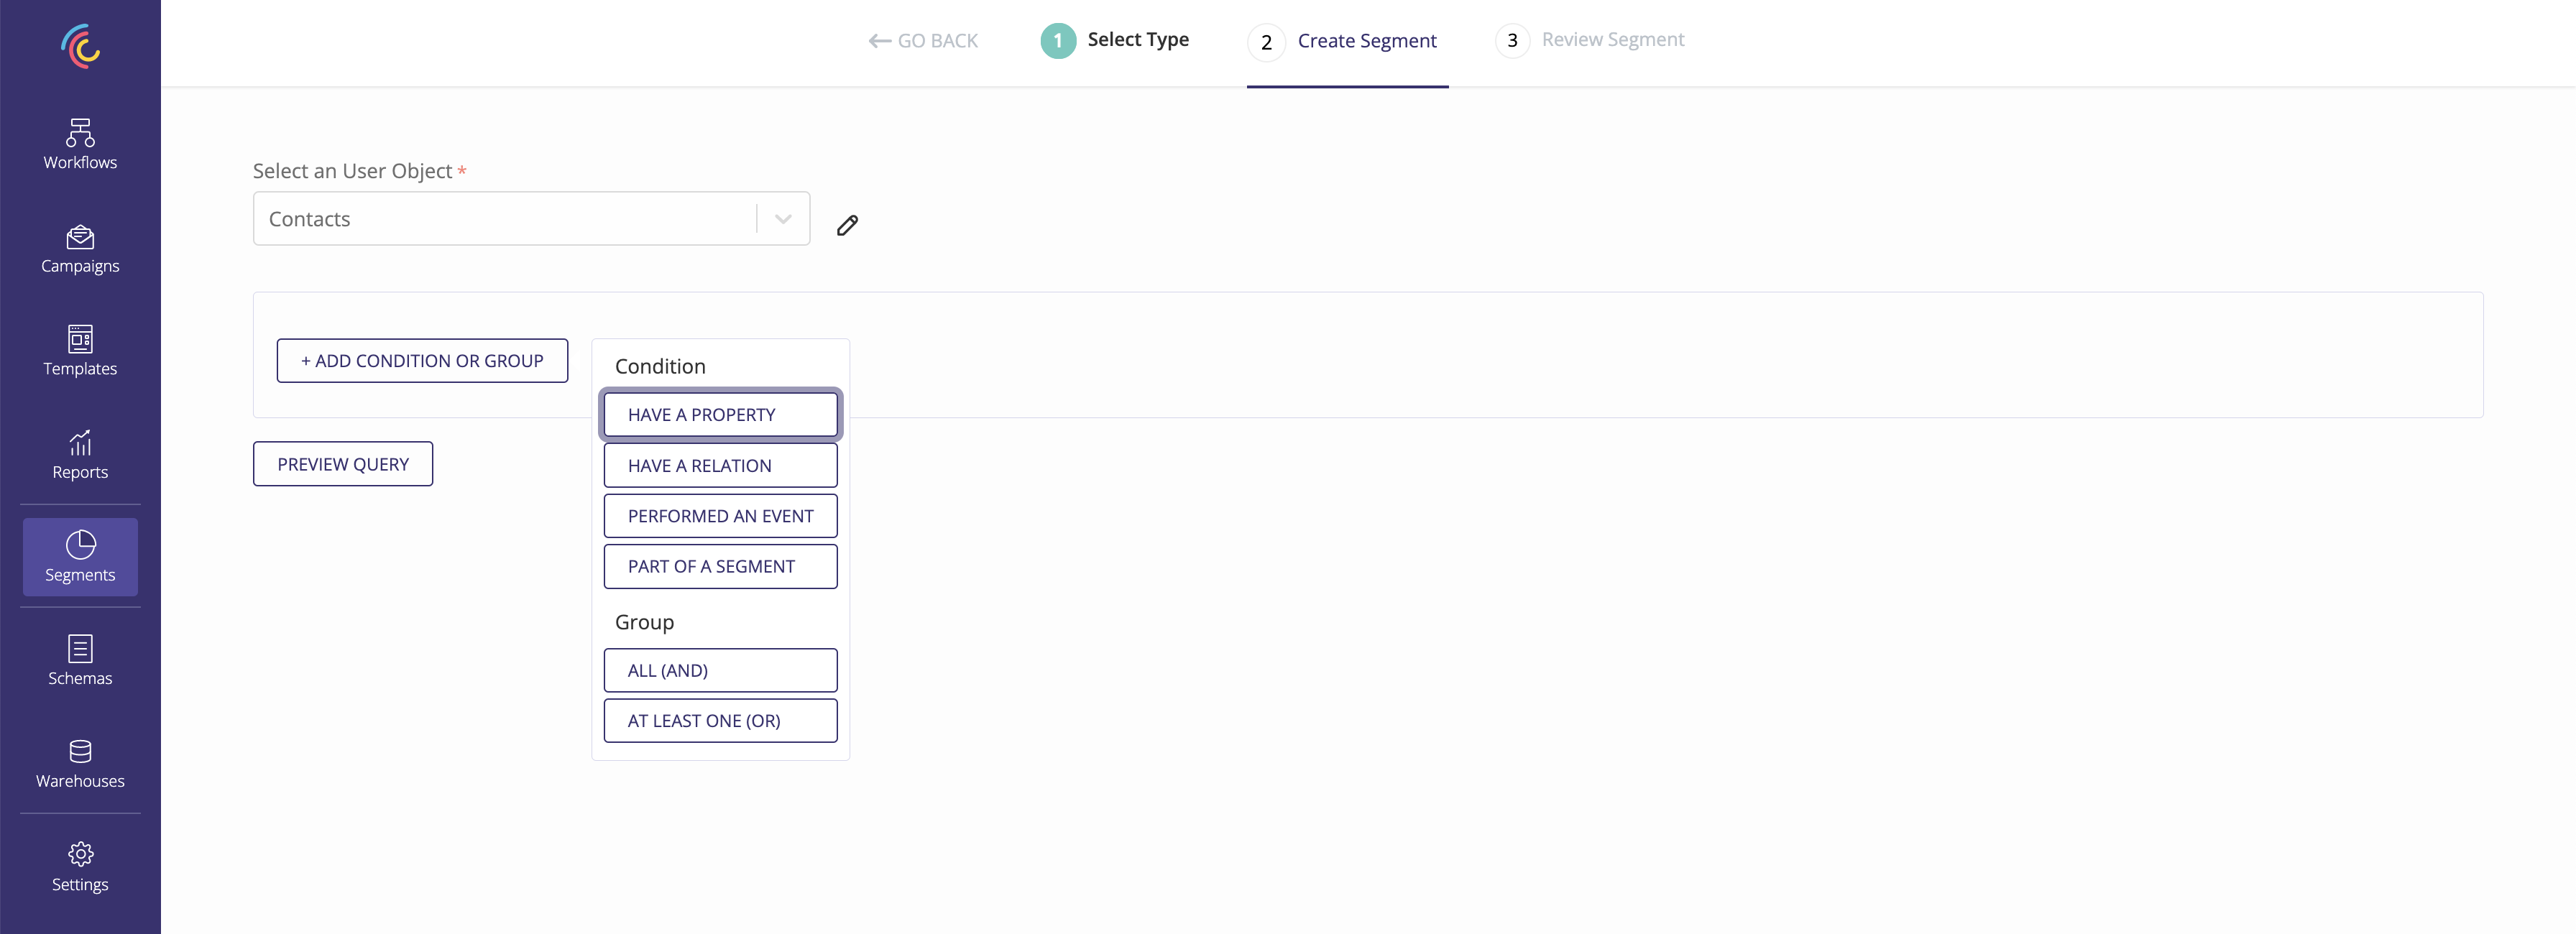 GO BACK
1 Select Type
2 Create Segment
3 Review Segment
Workflows
Campaigns
Templates
Reports
Segments
Schemas
Warehouses
Settings
Select an User Object *
Contacts
+ ADD CONDITION OR GROUP
PREVIEW QUERY
Condition
HAVE A PROPERTY
HAVE A RELATION
PERFORMED AN EVENT
PART OF A SEGMENT
Group
ALL (AND)
AT LEAST ONE (OR)